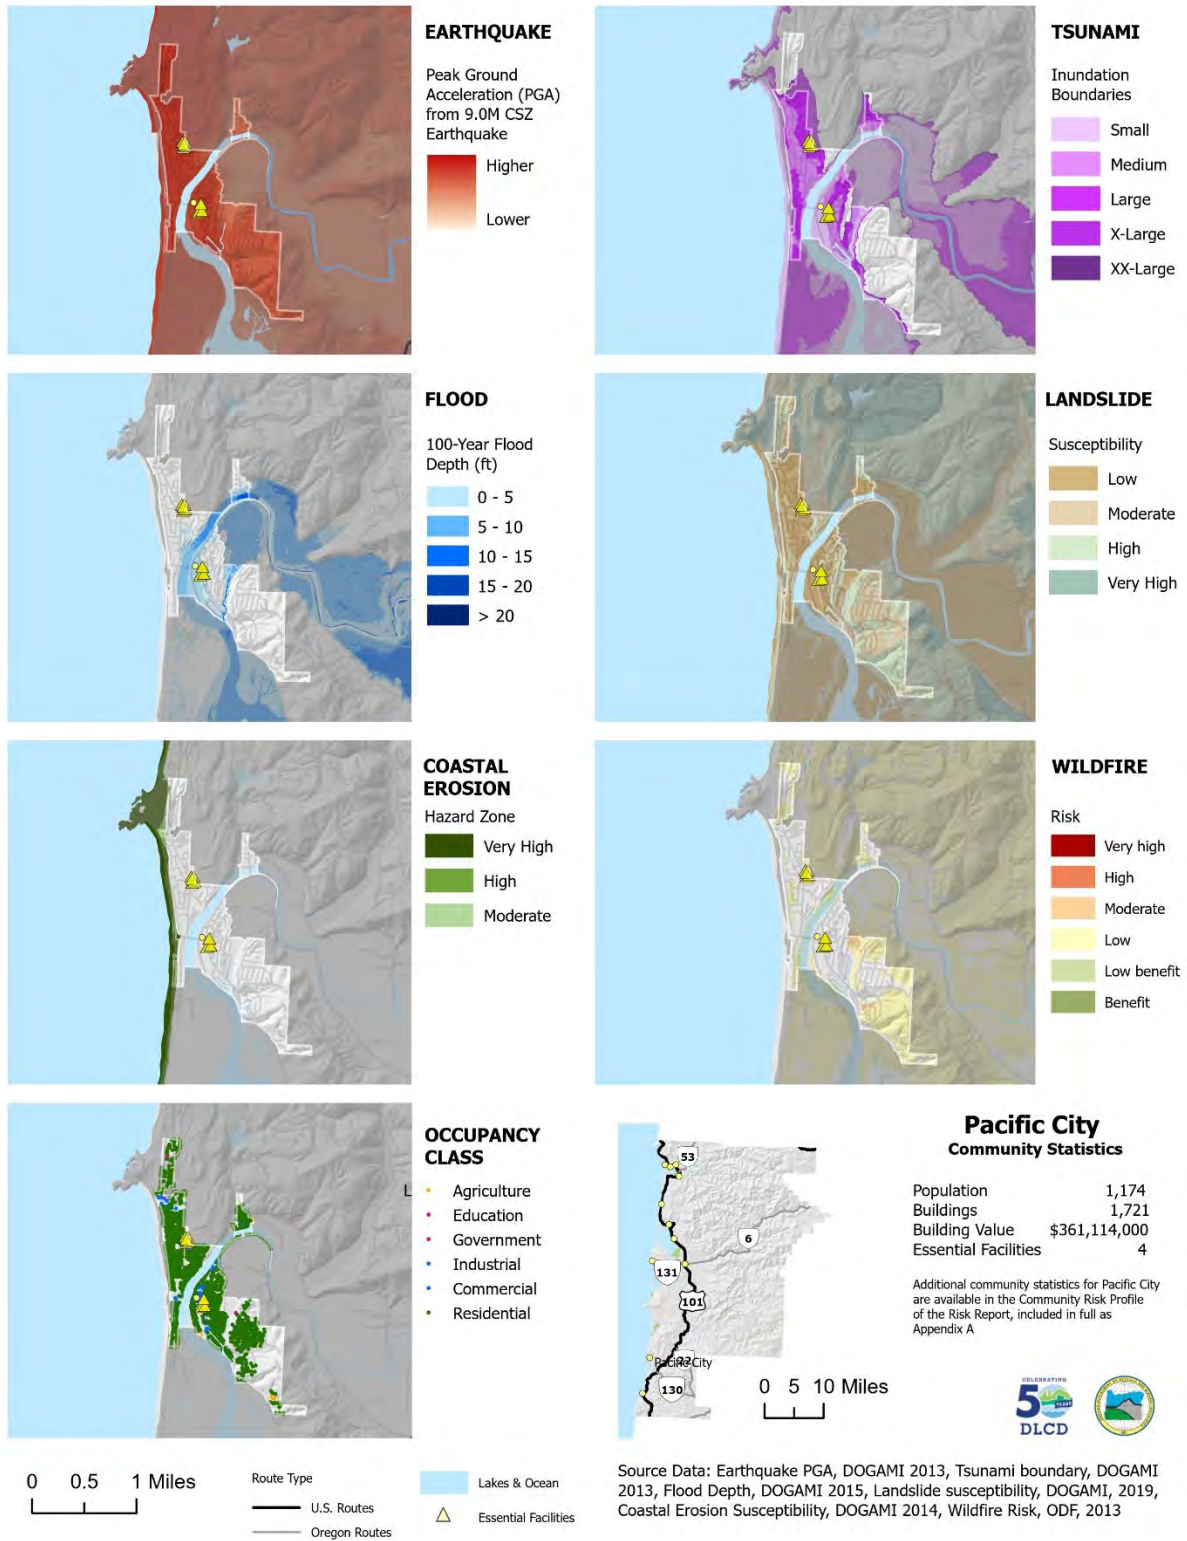 EARTHQUAKE
Peak Ground
Acceleration (PGA)
from 9.0M CSZ
Earthquake
Higher
Lower
TSUNAMI
Inundation
Boundaries
Small
Medium
Large
X-Large
XX-Large
FLOOD
100-Year Flood
Depth (ft)
0 - 5
5 - 10
10 - 15
15 - 20
> 20
LANDSLIDE
Susceptibility
Low
Moderate
High
Very High
COASTAL
EROSION
Hazard Zone
Very High
High
Moderate
WILDFIRE
Risk
Very high
High
Moderate
Low
Low benefit
Benefit
OCCUPANCY
CLASS
L
Agriculture
Education
Government
Industrial
Commercial
Residential
53
6
131
101
22
Pacific City
130
0 5 10 Miles
Pacific City
Community Statistics
Population 1,174
Buildings 1,721
Building Value $361,114,000
Essential Facilities 4
Additional community statistics for Pacific City
are available in the Community Risk Profile
of the Risk Report, included in full as
Appendix A
CELEBRATING
50 YEARS
DLCD
0 0.5 1 Miles
Route Type
U.S. Routes
Oregon Routes
Lakes & Ocean
Essential Facilities
Source Data: Earthquake PGA, DOGAMI 2013, Tsunami boundary, DOGAMI
2013, Flood Depth, DOGAMI 2015, Landslide susceptibility, DOGAMI, 2019,
Coastal Erosion Susceptibility, DOGAMI 2014, Wildfire Risk, ODF, 2013